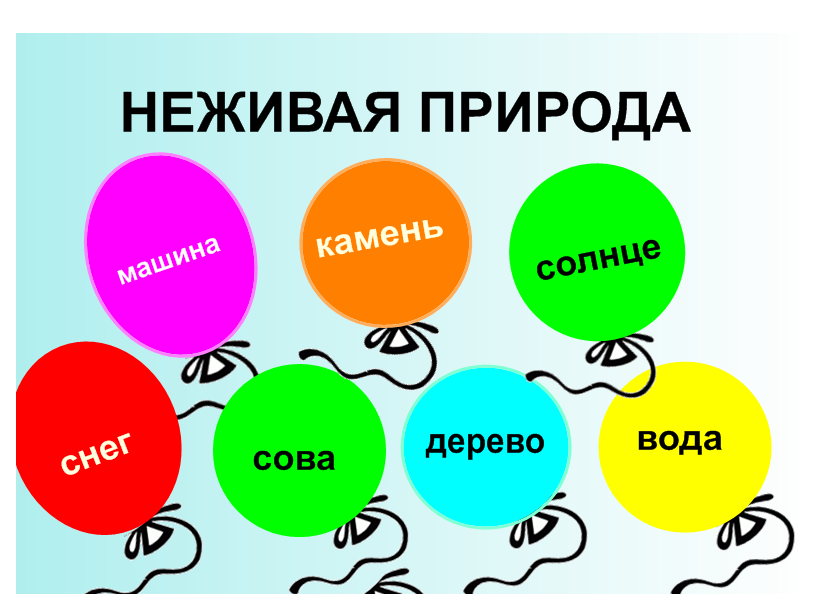 НЕЖИВАЯ ПРИРОДА
машина
камень
солнце
снег
сова
дерево
вода